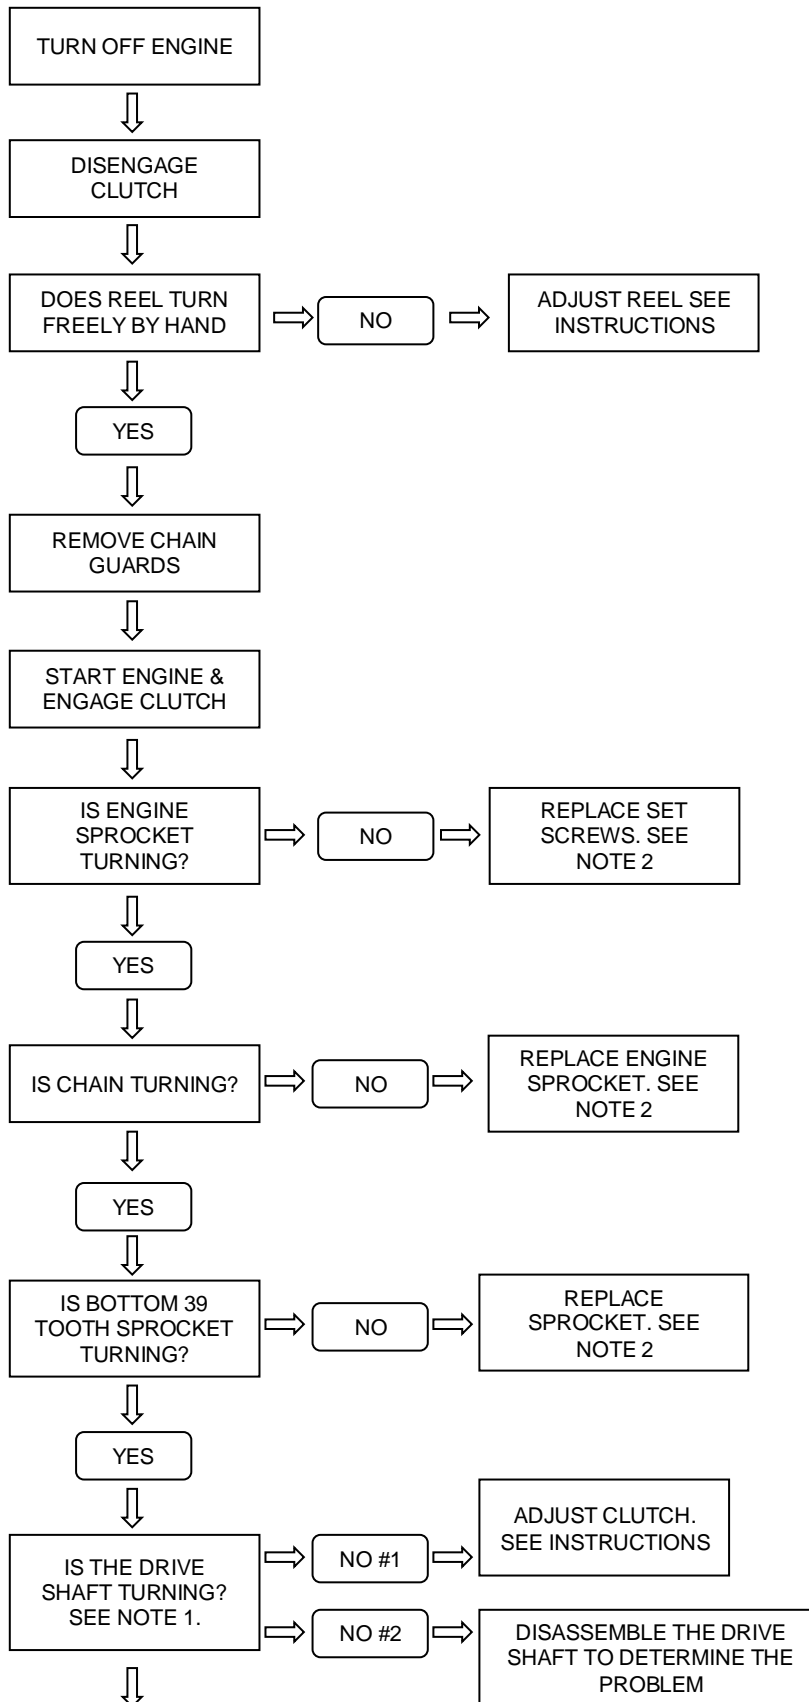 TURN OFF ENGINE
DISENGAGE
CLUTCH
DOES REEL TURN
FREELY BY HAND
NO
ADJUST REEL SEE
INSTRUCTIONS
YES
REMOVE CHAIN
GUARDS
START ENGINE &
ENGAGE CLUTCH
IS ENGINE
SPROCKET
TURNING?
NO
REPLACE SET
SCREWS. SEE
NOTE 2
YES
IS CHAIN TURNING?
NO
REPLACE ENGINE
SPROCKET. SEE
NOTE 2
YES
IS BOTTOM 39
TOOTH SPROCKET
TURNING?
NO
REPLACE
SPROCKET. SEE
NOTE 2
YES
IS THE DRIVE
SHAFT TURNING?
SEE NOTE 1.
NO #1
ADJUST CLUTCH.
SEE INSTRUCTIONS
NO #2
DISASSEMBLE THE DRIVE
SHAFT TO DETERMINE THE
PROBLEM